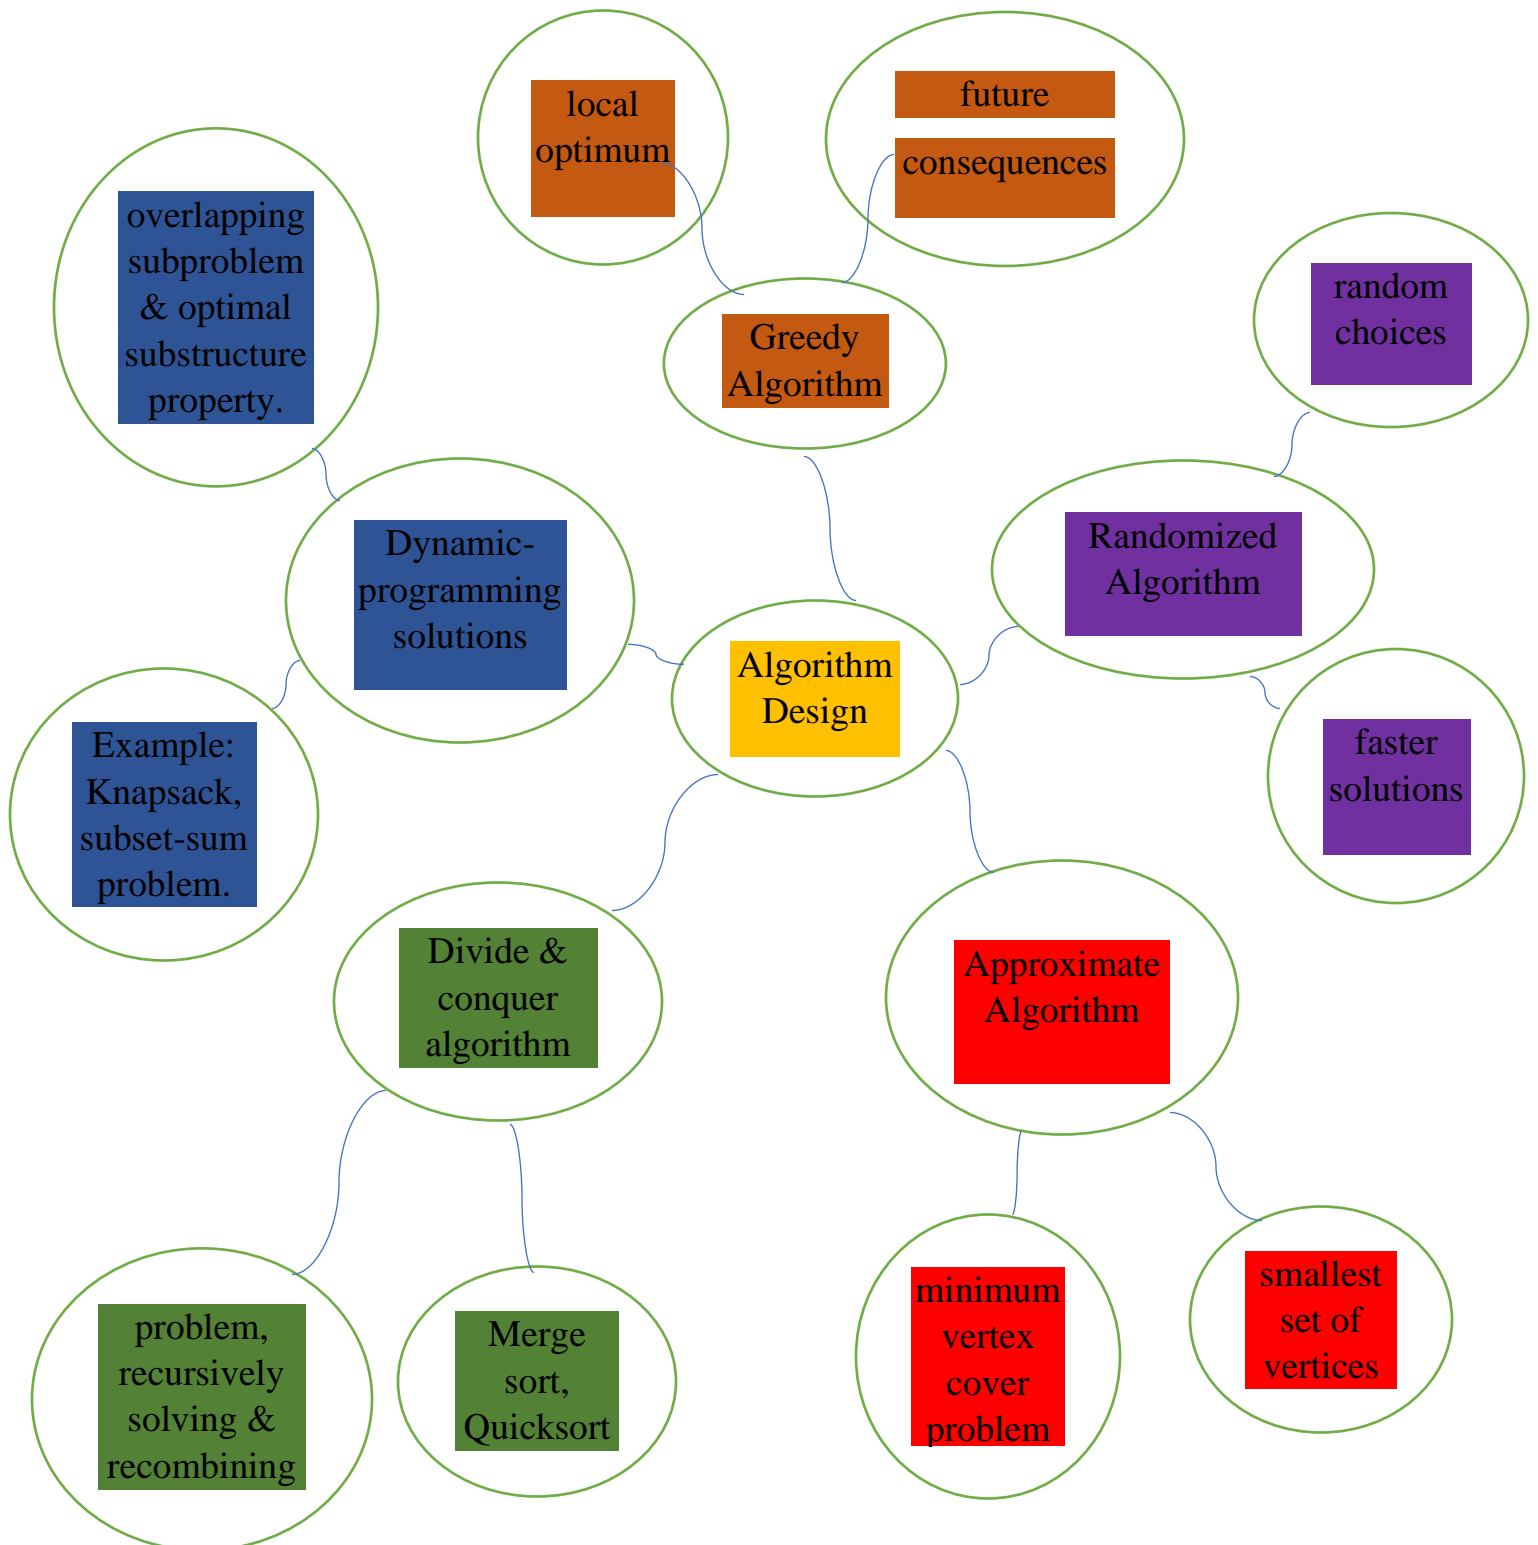 local
optimum
future
consequences
overlapping
subproblem
& optimal
substructure
property.
random
choices
Greedy
Algorithm
Dynamic-
programming
solutions
Randomized
Algorithm
Algorithm
Design
Example:
Knapsack,
subset-sum
problem.
faster
solutions
Divide &
conquer
algorithm
Approximate
Algorithm
problem,
recursively
solving &
recombining
Merge
sort,
Quicksort
minimum
vertex
cover
problem
smallest
set of
vertices